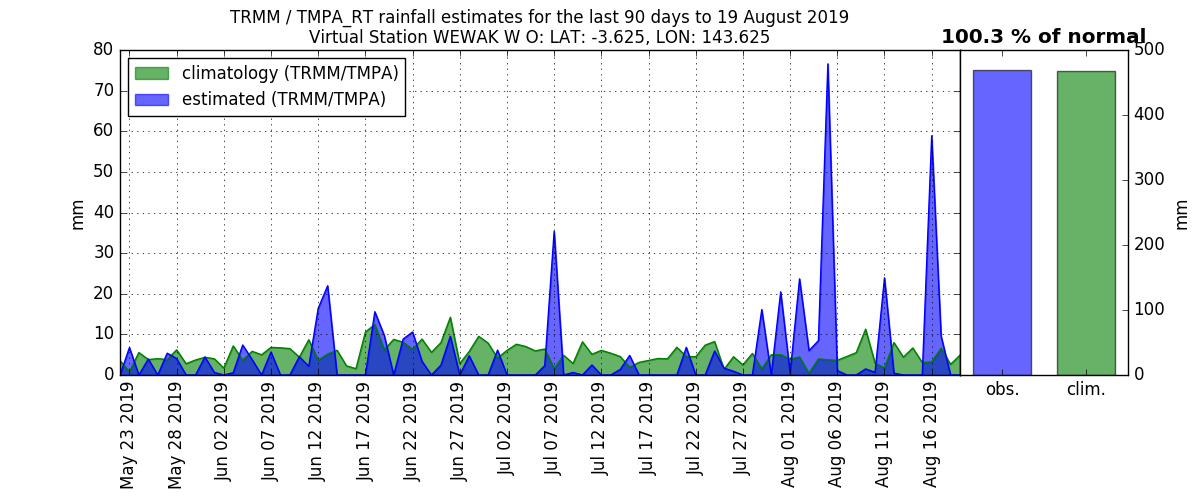 TRMM / TMPA_RT rainfall estimates for the last 90 days to 19 August 2019
Virtual Station WEWAK W O: LAT: -3.625, LON: 143.625
100.3 % of normal
climatology (TRMM/TMPA)
estimated (TRMM/TMPA)
80
70
60
50
40
30
20
10
0
mm
500
400
300
200
100
0
mm
May 23 2019
May 28 2019
Jun 02 2019
Jun 07 2019
Jun 12 2019
Jun 17 2019
Jun 22 2019
Jun 27 2019
Jul 02 2019
Jul 07 2019
Jul 12 2019
Jul 17 2019
Jul 22 2019
Jul 27 2019
Aug 01 2019
Aug 06 2019
Aug 11 2019
Aug 16 2019
obs.
clim.